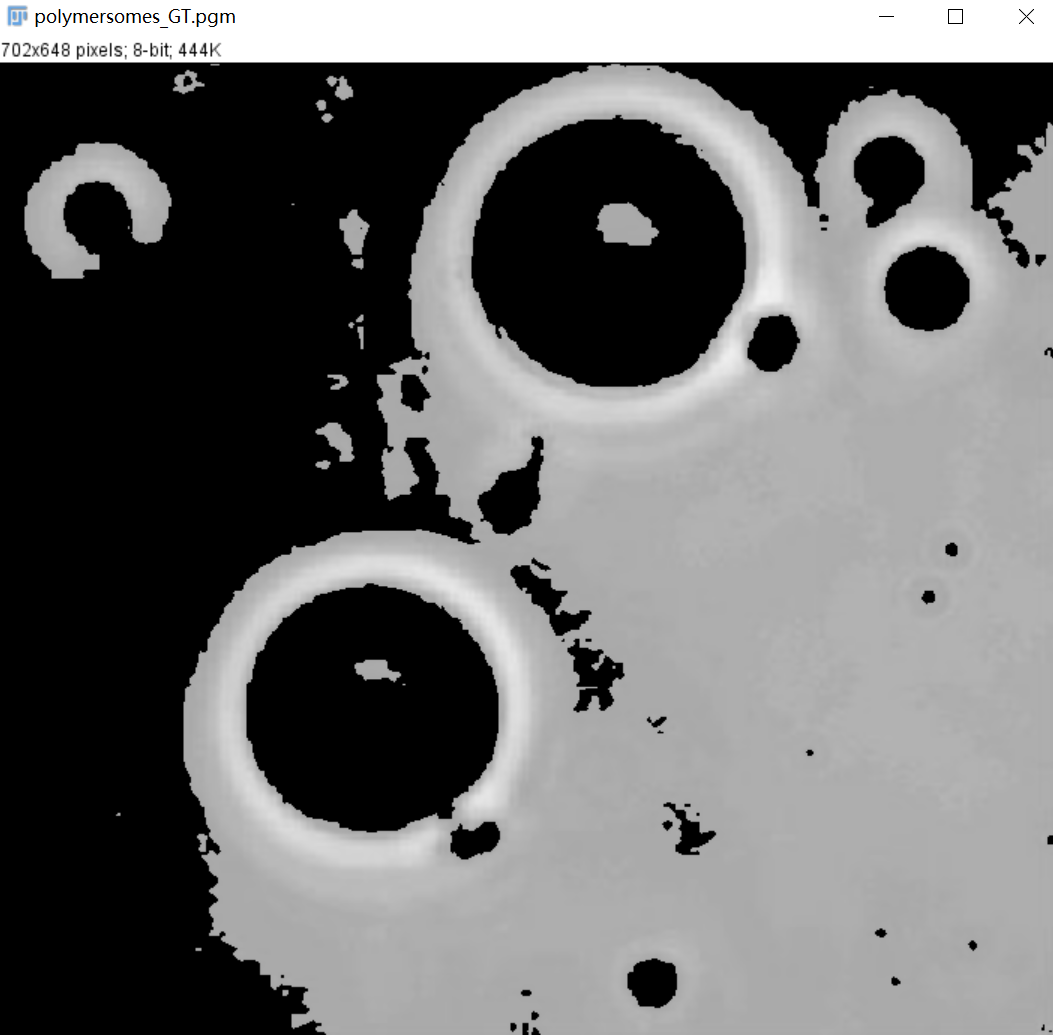 polymersomes_GT.pgm
702x648 pixels; 8-bit; 444K